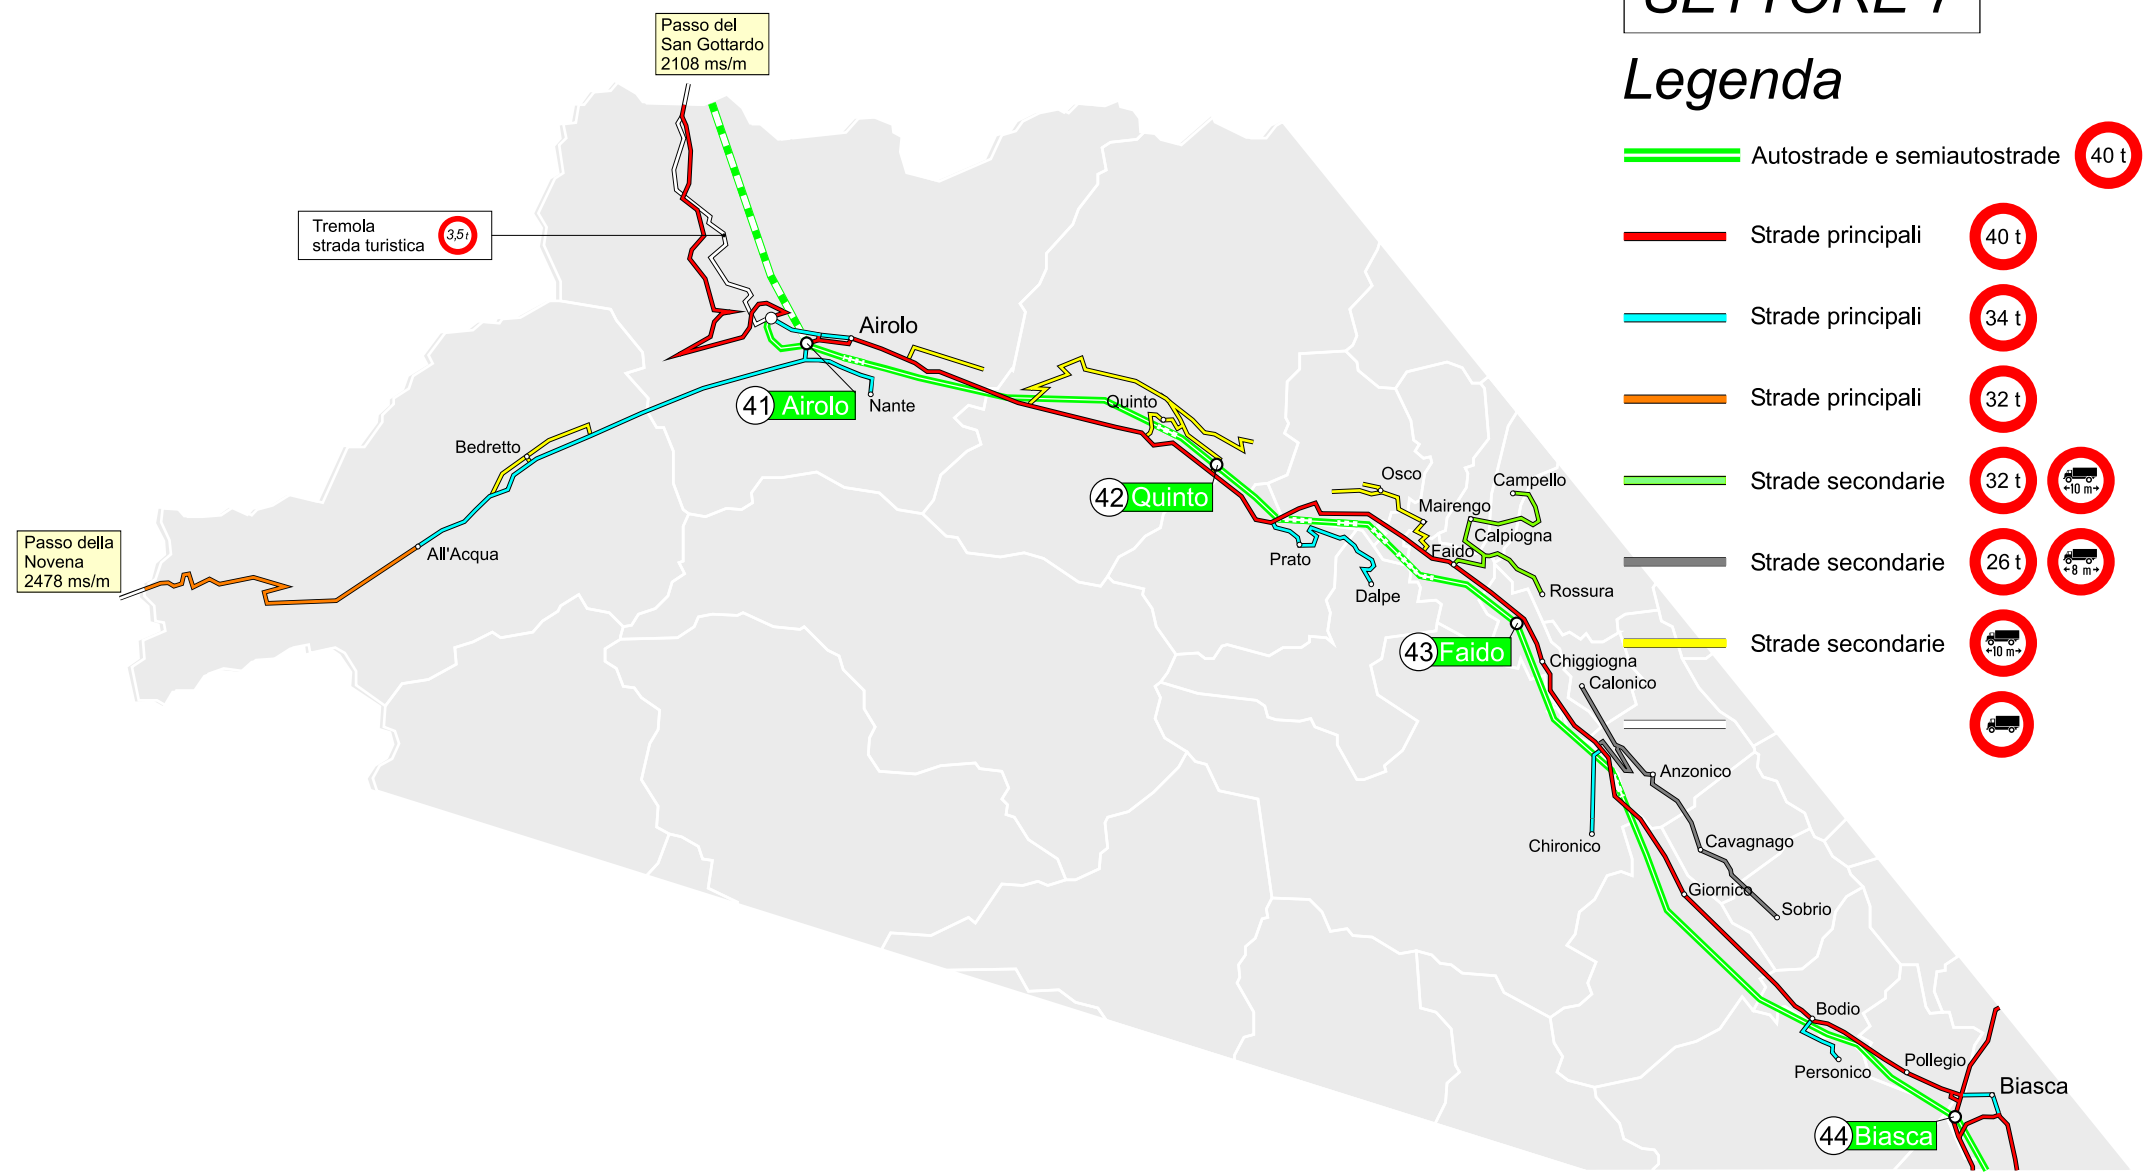 SETTORE 7
Legenda
Autostrade e semiautostrade 40 t
Strade principali 40 t
Strade principali 34 t
Strade principali 32 t
Strade secondarie 32 t 10 m
Strade secondarie 26 t 8 m
Strade secondarie 10 m
Passo del
San Gottardo
2108 ms/m
Tremola
strada turistica
3,5 t
Airolo
41 Airolo
Nante
Bedretto
All'Acqua
Passo della
Novena
2478 ms/m
Quinto
42 Quinto
Osco
Campello
Mairengo
Calpiogna
Faido
Prato
Dalpe
Rossura
43 Faido
Chiggiogna
Calonico
Anzonico
Chironico
Cavagnago
Giornico
Sobrio
Bodio
Personico
Pollegio
Biasca
44 Biasca